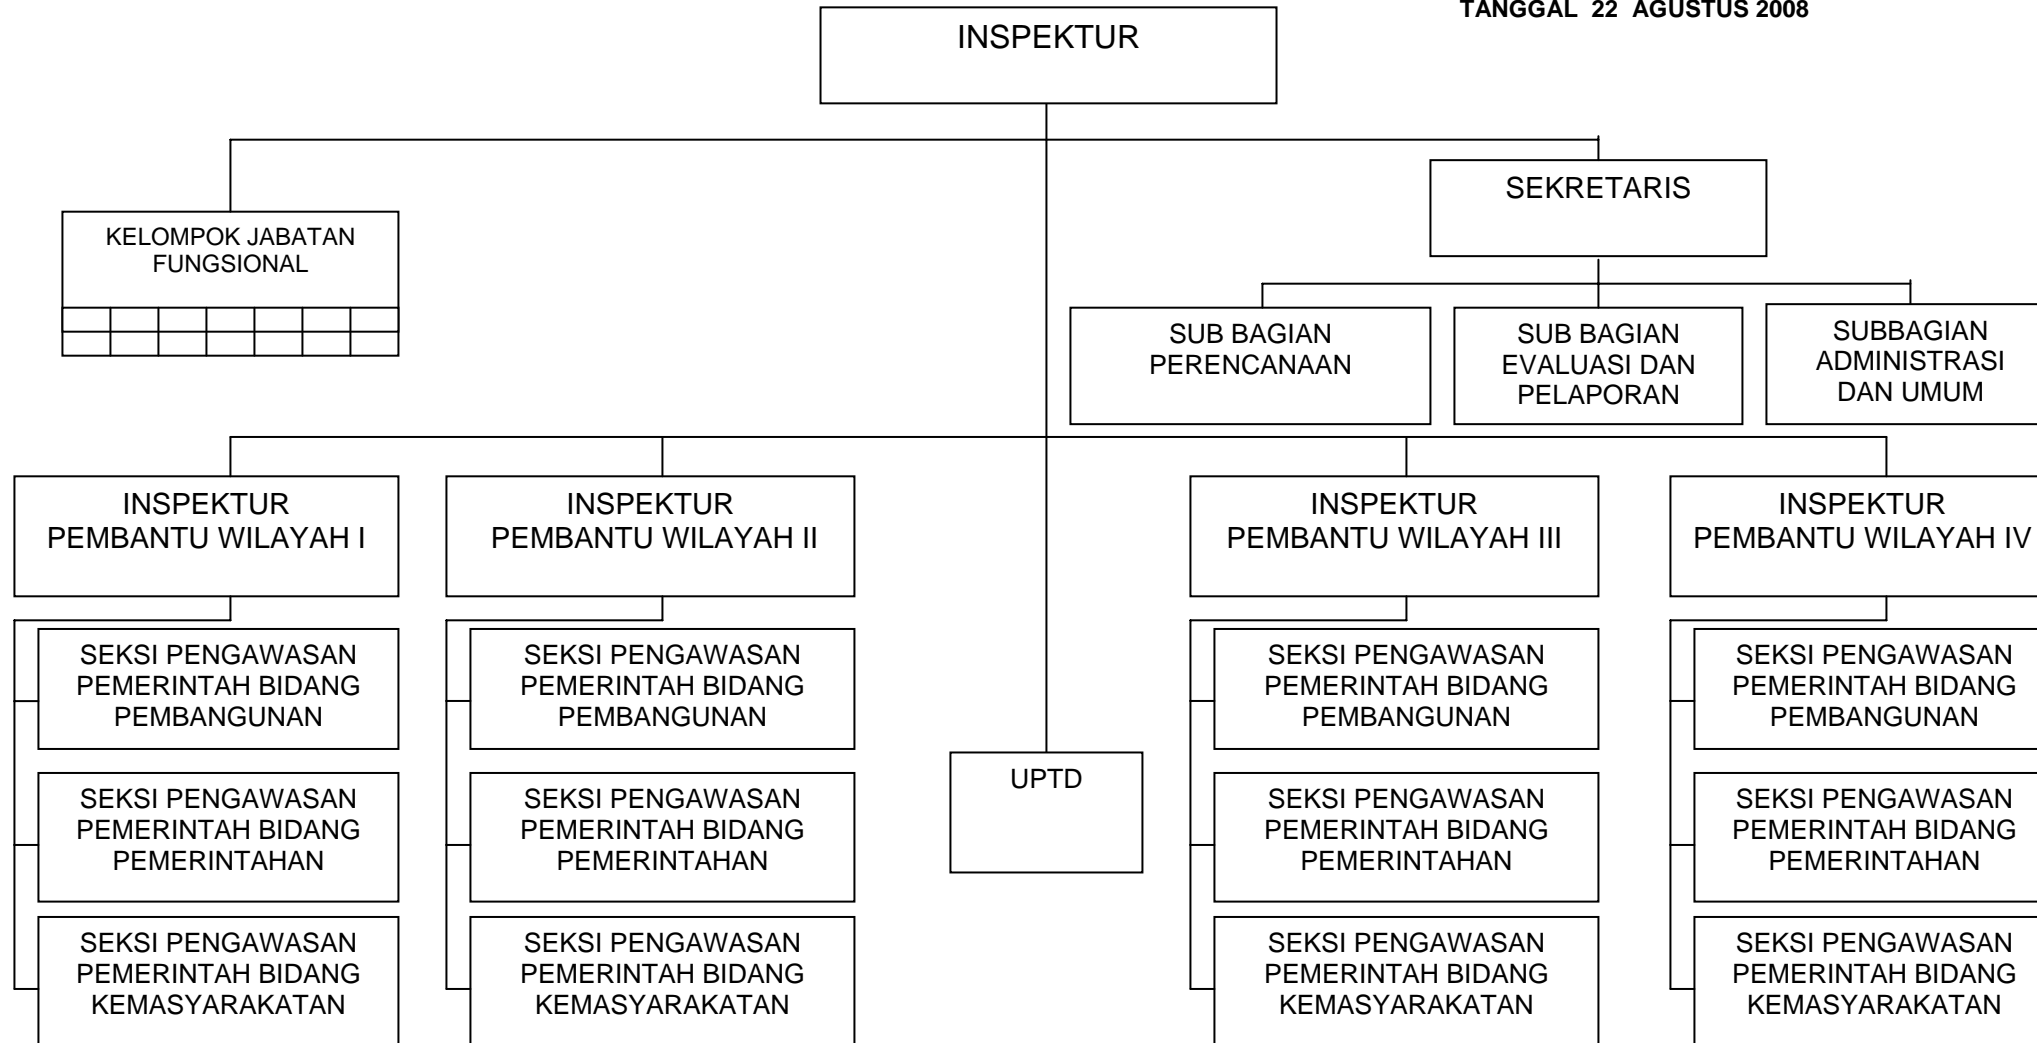 TANGGAL 22 AGUSTUS 2008
INSPEKTUR
SEKRETARIS
KELOMPOK JABATAN
FUNGSIONAL
SUB BAGIAN
PERENCANAAN
SUB BAGIAN
EVALUASI DAN
PELAPORAN
SUBBAGIAN
ADMINISTRASI
DAN UMUM
INSPEKTUR
PEMBANTU WILAYAH I
INSPEKTUR
PEMBANTU WILAYAH II
INSPEKTUR
PEMBANTU WILAYAH III
INSPEKTUR
PEMBANTU WILAYAH IV
SEKSI PENGAWASAN
PEMERINTAH BIDANG
PEMBANGUNAN
SEKSI PENGAWASAN
PEMERINTAH BIDANG
PEMBANGUNAN
SEKSI PENGAWASAN
PEMERINTAH BIDANG
PEMBANGUNAN
SEKSI PENGAWASAN
PEMERINTAH BIDANG
PEMBANGUNAN
UPTD
SEKSI PENGAWASAN
PEMERINTAH BIDANG
PEMERINTAHAN
SEKSI PENGAWASAN
PEMERINTAH BIDANG
PEMERINTAHAN
SEKSI PENGAWASAN
PEMERINTAH BIDANG
PEMERINTAHAN
SEKSI PENGAWASAN
PEMERINTAH BIDANG
PEMERINTAHAN
SEKSI PENGAWASAN
PEMERINTAH BIDANG
KEMASYARAKATAN
SEKSI PENGAWASAN
PEMERINTAH BIDANG
KEMASYARAKATAN
SEKSI PENGAWASAN
PEMERINTAH BIDANG
KEMASYARAKATAN
SEKSI PENGAWASAN
PEMERINTAH BIDANG
KEMASYARAKATAN